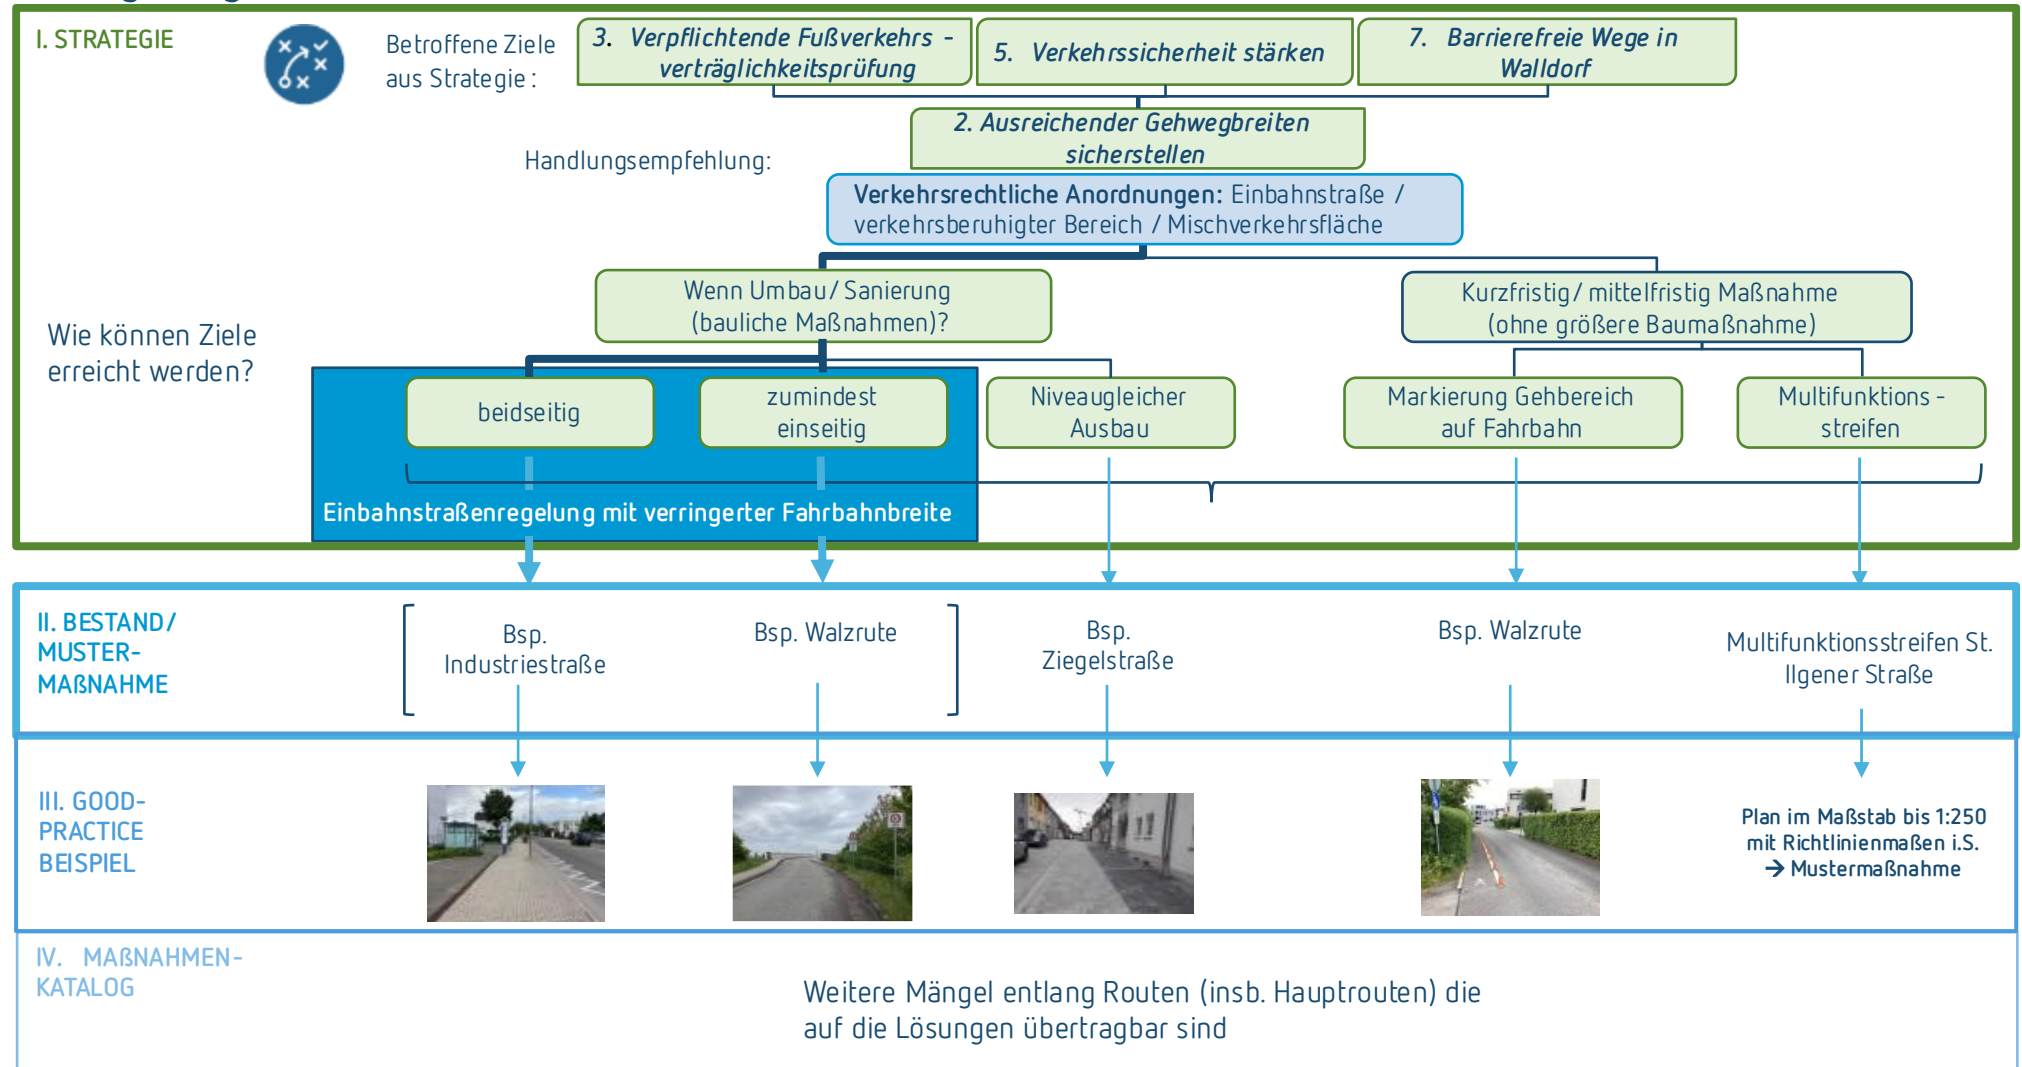 I. STRATEGIE
Betroffene Ziele
aus Strategie :
3. Verpflichtende Fußverkehrs -
verträglichkeitsprüfung
5. Verkehrssicherheit stärken
7. Barrierefreie Wege in
Walldorf
2. Ausreichender Gehwegbreiten
sicherstellen
Handlungsempfehlung:
Verkehrsrechtliche Anordnungen: Einbahnstraße /
verkehrsberuhigter Bereich / Mischverkehrsfläche
Wie können Ziele
erreicht werden?
Wenn Umbau/ Sanierung
(bauliche Maßnahmen)?
Kurzfristig/ mittelfristig Maßnahme
(ohne größere Baumaßnahme)
beidseitig
zumindest
einseitig
Niveaugleicher
Ausbau
Markierung Gehbereich
auf Fahrbahn
Multifunktions -
streifen
Einbahnstraßenregelung mit verringerter Fahrbahnbreite
II. BESTAND/
MUSTER-
MAßNAHME
Bsp.
Industriestraße
Bsp. Walzrute
Bsp.
Ziegelstraße
Bsp. Walzrute
Multifunktionsstreifen St.
Ilgener Straße
III. GOOD-
PRACTICE
BEISPIEL
Plan im Maßstab bis 1:250
mit Richtlinienmaßen i.S.
→ Mustermaßnahme
IV. MAßNAHMEN-
KATALOG
Weitere Mängel entlang Routen (insb. Hauptrouten) die
auf die Lösungen übertragbar sind